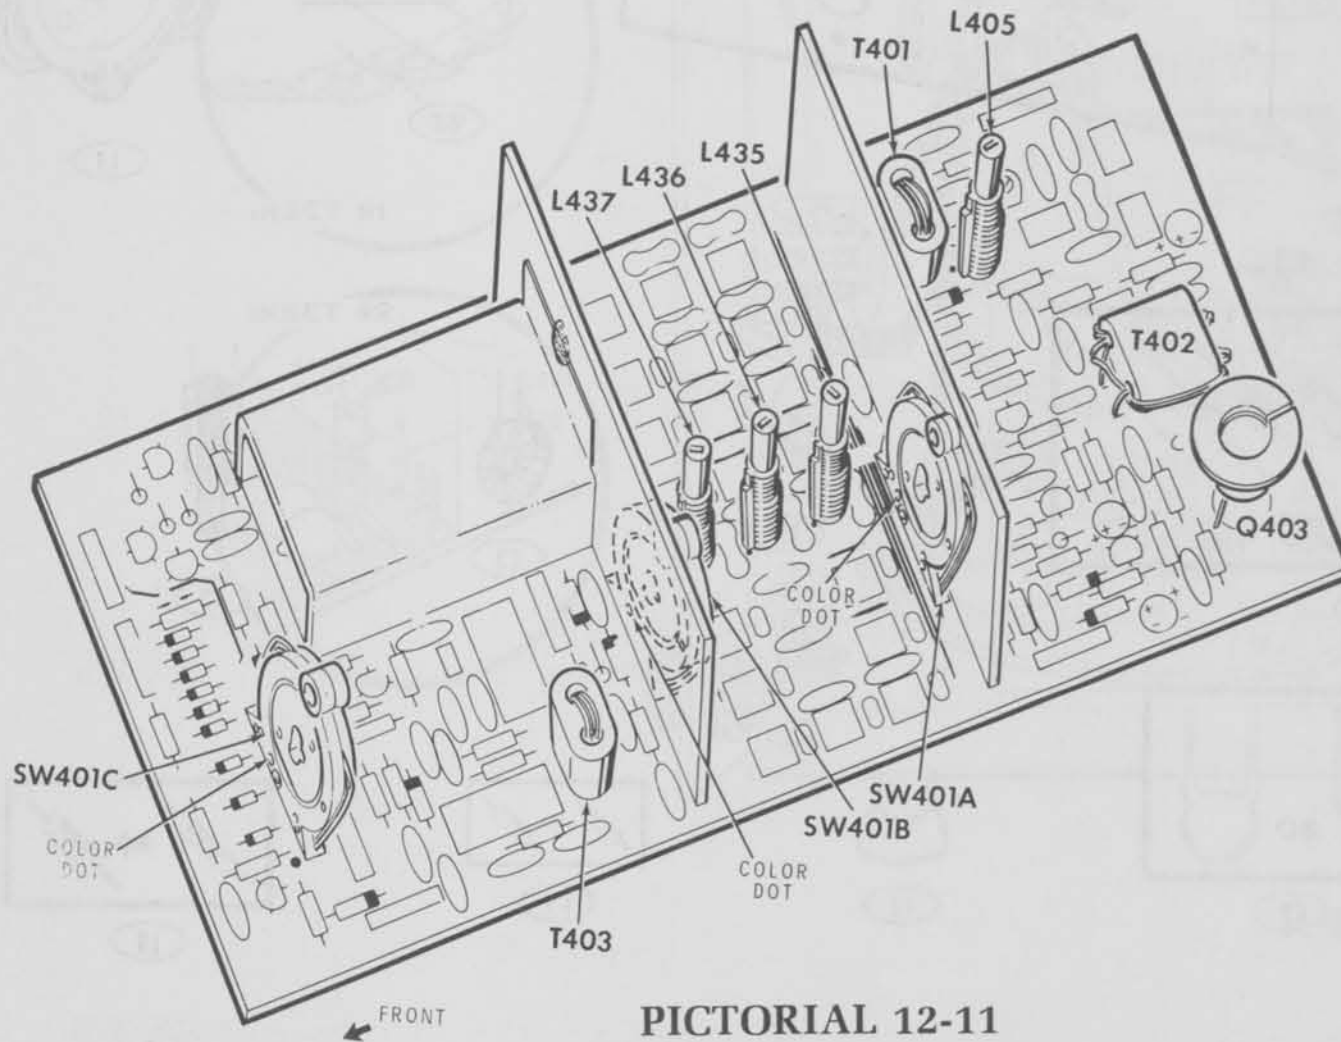 L405
T401
L435
L436
L437
T402
Q403
COLOR
DOT
SW401A
SW401B
SW401C
COLOR
DOT
COLOR
DOT
T403
FRONT
PICTORIAL 12-11